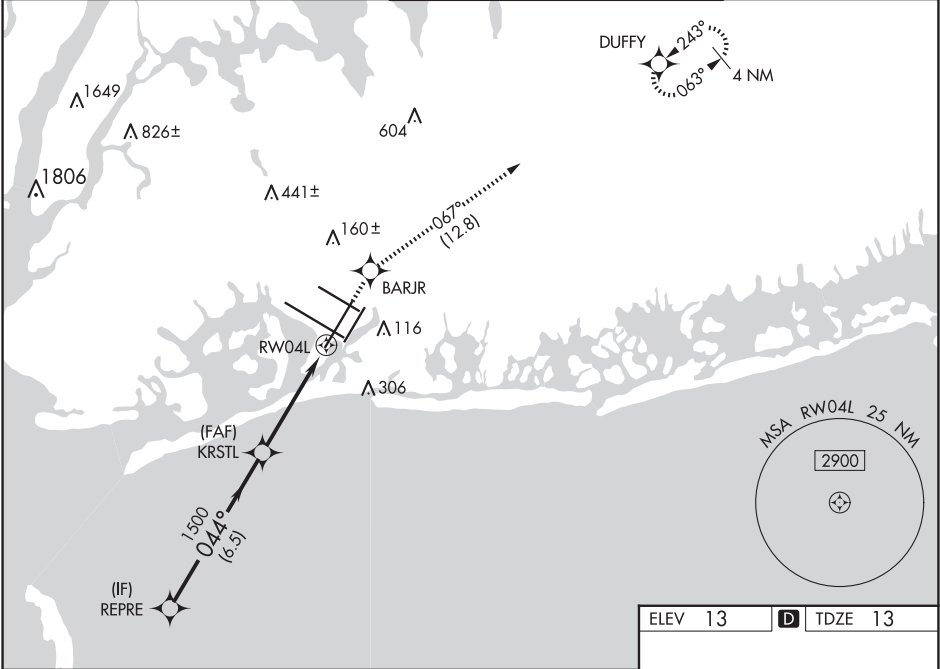 DUFFY
243°
063°
4 NM
1649
826±
604
1806
441±
160±
067°
(12.8)
BARJR
116
RW04L
306
(FAF)
KRSTL
1500
044°
(6.5)
(IF)
REPRE
MSA RW04L 25 NM
2900
ELEV 13 D TDZE 13